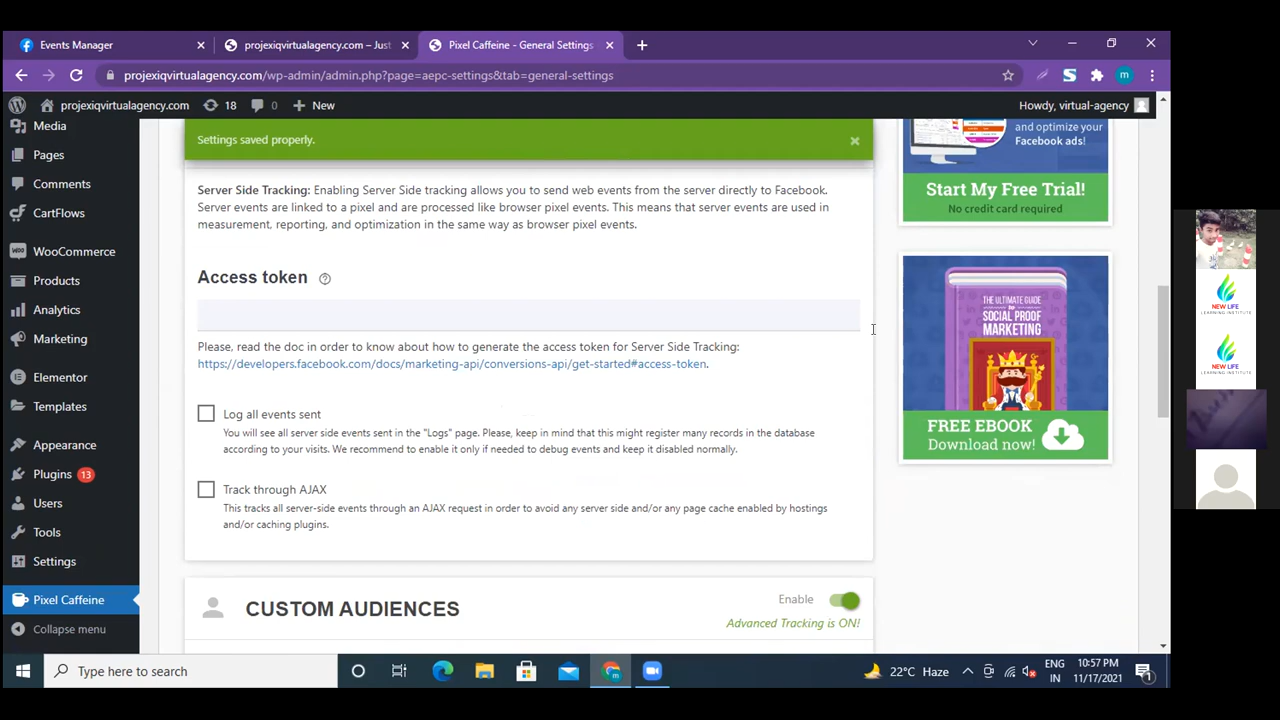 Events Manager
projexiqvirtualagency.com – Just
Pixel Caffeine - General Settings
projexiqvirtualagency.com/wp-admin/admin.php?page=aepc-settings&tab=general-settings
projexiqvirtualagency.com
18
0
New
Howdy, virtual-agency
Media
Pages
Comments
CartFlows
WooCommerce
Products
Analytics
Marketing
Elementor
Templates
Appearance
Plugins 13
Users
Tools
Settings
Pixel Caffeine
Collapse menu
Settings saved properly.
Server Side Tracking: Enabling Server Side tracking allows you to send web events from the server directly to Facebook.
Server events are linked to a pixel and are processed like browser pixel events. This means that server events are used in
measurement, reporting, and optimization in the same way as browser pixel events.
Access token
Please, read the doc in order to know about how to generate the access token for Server Side Tracking:
https://developers.facebook.com/docs/marketing-api/conversions-api/get-started#access-token.
Log all events sent
You will see all server side events sent in the "Logs" page. Please, keep in mind that this might register many records in the database
according to your visits. We recommend to enable it only if needed to debug events and keep it disabled normally.
Track through AJAX
This tracks all server-side events through an AJAX request in order to avoid any server side and/or any page cache enabled by hostings
and/or caching plugins.
CUSTOM AUDIENCES
Enable
Advanced Tracking is ON!
and optimize your
Facebook ads!
Start My Free Trial!
No credit card required
THE ULTIMATE GUIDE
SOCIAL PROOF
MARKETING
FREE EBOOK
Download now!
NEW LIFE
LEARNING INSTITUTE
NEW LIFE
LEARNING INSTITUTE
Type here to search
22°C Haze
ENG
IN
10:57 PM
11/17/2021
1